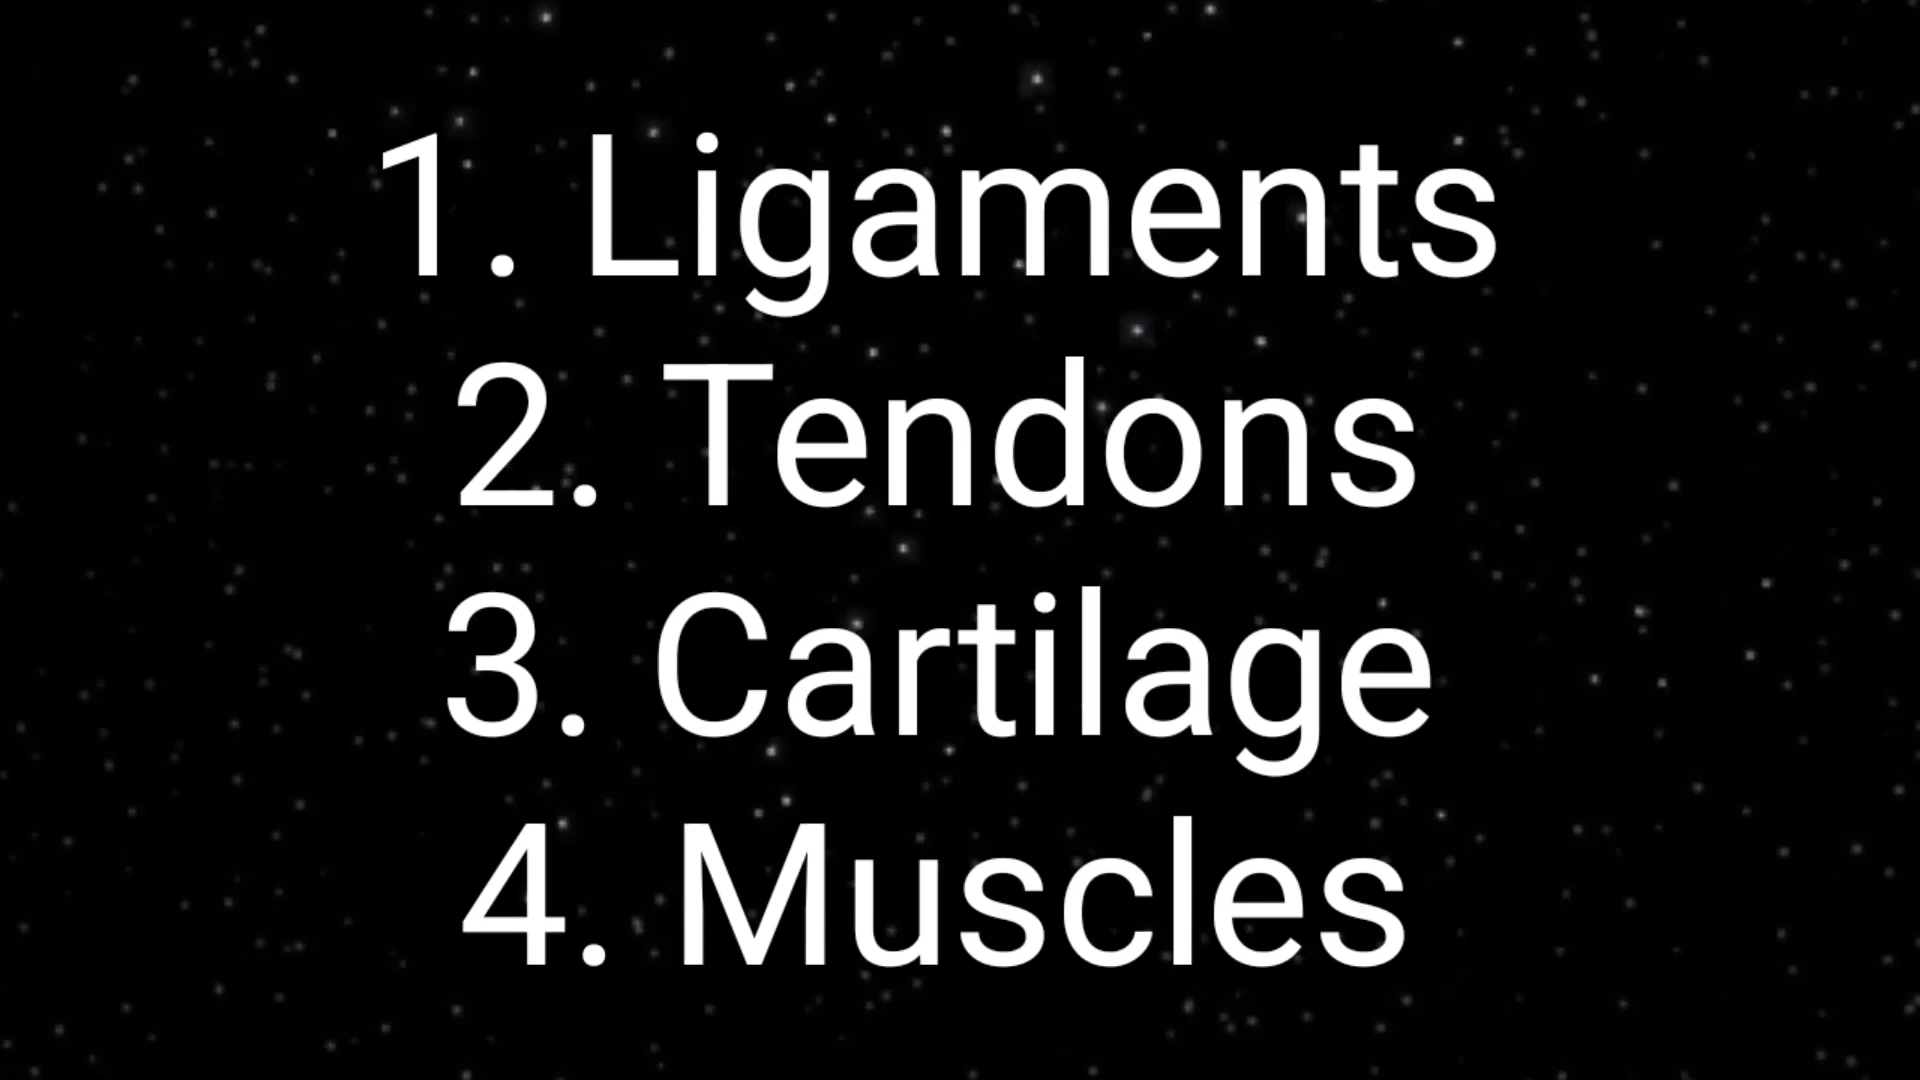 1. Ligaments
2. Tendons
3. Cartilage
4. Muscles